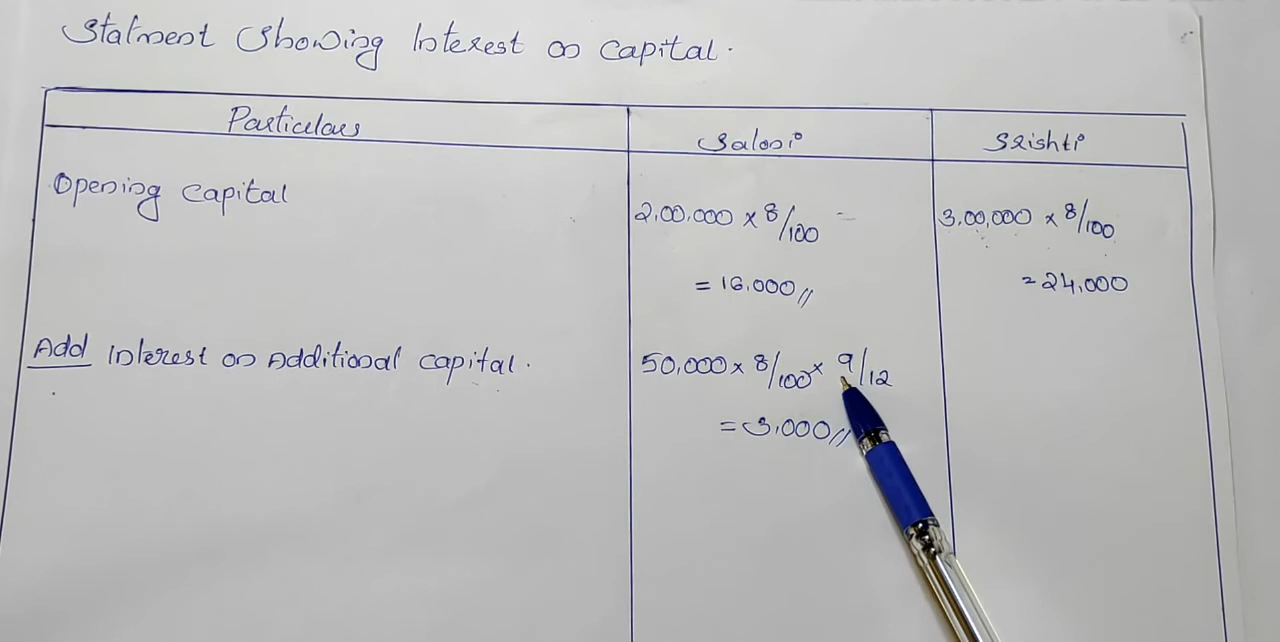 Statment Showing Interest on capital.
Particulars Saloni Srishti
Opening capital
2,00,000 x 8/100 3,00,000 x 8/100
= 16,000// = 24,000
Add Interest on Additional capital. 50,000 x 8/100 x 9/12
= 3,000//